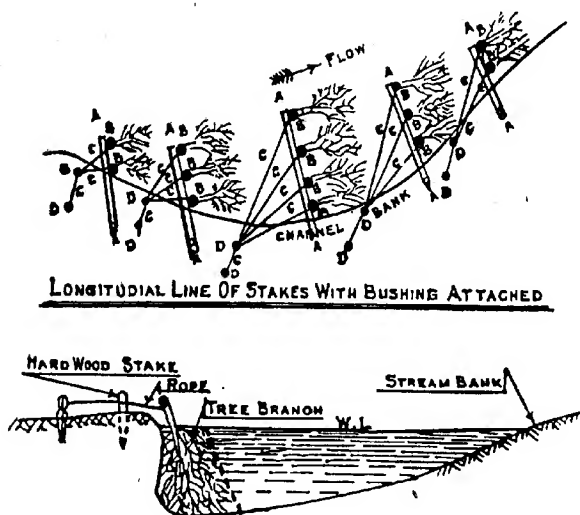 FLOW
A B A B A A B A A B
B B B B B B B B
C C C C C C C C C C
D D D D D D D D D
BANK
CHANNEL
LONGITUDIAL LINE OF STAKES WITH BUSHING ATTACHED
HARD WOOD STAKE
ROPE
TREE BRANCH
W.L
STREAM BANK